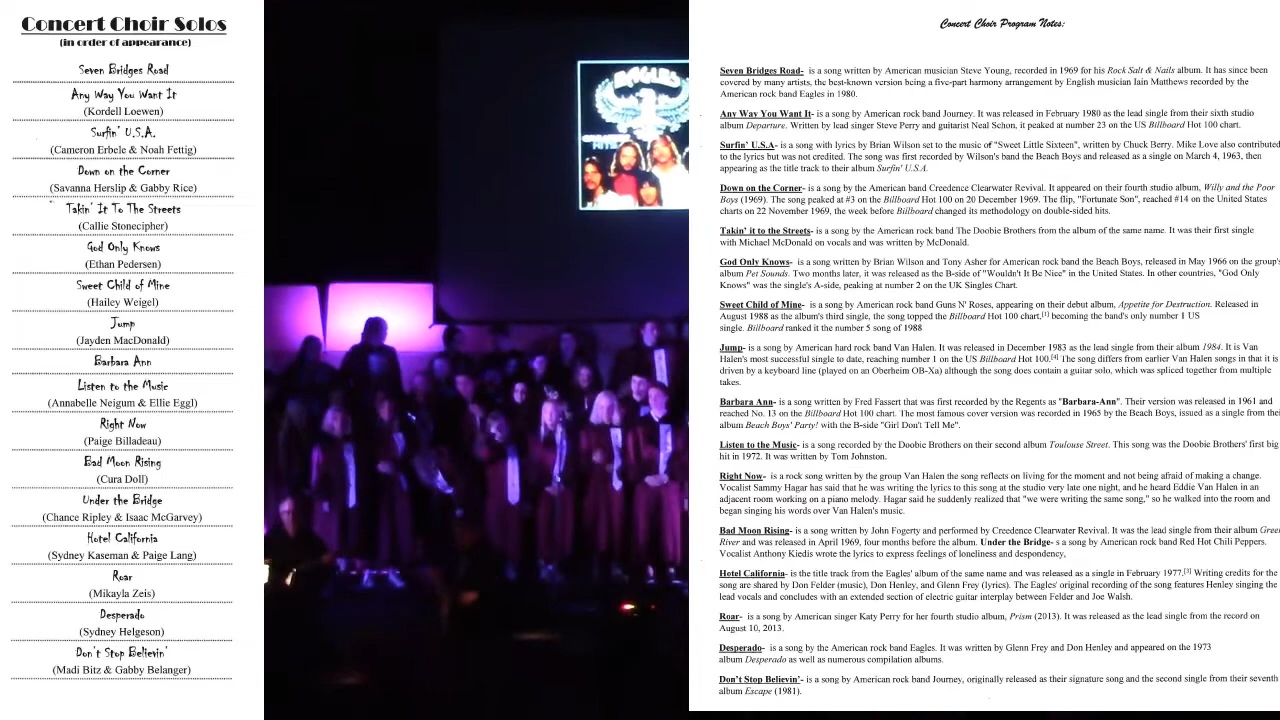 Concert Choir Solos
(in order of appearance)
Seven Bridges Road
Any Way You Want It
(Kordell Loewen)
Surfin' U.S.A.
(Cameron Erbele & Noah Fettig)
Down on the Corner
(Savanna Herslip & Gabby Rice)
Takin' It To The Streets
(Callie Stonecipher)
God Only Knows
(Ethan Pedersen)
Sweet Child of Mine
(Hailey Weigel)
Jump
(Jayden MacDonald)
Barbara Ann
Listen to the Music
(Annabelle Neigum & Ellie Eggl)
Right Now
(Paige Billadeau)
Bad Moon Rising
(Cura Doll)
Under the Bridge
(Chance Ripley & Isaac McGarvey)
Hotel California
(Sydney Kaseman & Paige Lang)
Roar
(Mikayla Zeis)
Desperado
(Sydney Helgeson)
Don't Stop Believin'
(Madi Bitz & Gabby Belanger)
EAGLES
Concert Choir Program Notes:
Seven Bridges Road- is a song written by American musician Steve Young, recorded in 1969 for his Rock Salt & Nails album. It has since been
covered by many artists, the best-known version being a five-part harmony arrangement by English musician Iain Matthews recorded by the
American rock band Eagles in 1980.
Any Way You Want It- is a song by American rock band Journey. It was released in February 1980 as the lead single from their sixth studio
album Departure. Written by lead singer Steve Perry and guitarist Neal Schon, it peaked at number 23 on the US Billboard Hot 100 chart.
Surfin' U.S.A- is a song with lyrics by Brian Wilson set to the music of "Sweet Little Sixteen", written by Chuck Berry. Mike Love also contributed
to the lyrics but was not credited. The song was first recorded by Wilson's band the Beach Boys and released as a single on March 4, 1963, then
appearing as the title track to their album Surfin' U.S.A.
Down on the Corner- is a song by the American band Creedence Clearwater Revival. It appeared on their fourth studio album, Willy and the Poor
Boys (1969). The song peaked at #3 on the Billboard Hot 100 on 20 December 1969. The flip, "Fortunate Son", reached #14 on the United States
charts on 22 November 1969, the week before Billboard changed its methodology on double-sided hits.
Takin' it to the Streets- is a song by the American rock band The Doobie Brothers from the album of the same name. It was their first single
with Michael McDonald on vocals and was written by McDonald.
God Only Knows- is a song written by Brian Wilson and Tony Asher for American rock band the Beach Boys, released in May 1966 on the group's
album Pet Sounds. Two months later, it was released as the B-side of "Wouldn't It Be Nice" in the United States. In other countries, "God Only
Knows" was the single's A-side, peaking at number 2 on the UK Singles Chart.
Sweet Child of Mine- is a song by American rock band Guns N' Roses, appearing on their debut album, Appetite for Destruction. Released in
August 1988 as the album's third single, the song topped the Billboard Hot 100 chart,[1] becoming the band's only number 1 US
single. Billboard ranked it the number 5 song of 1988
Jump- is a song by American hard rock band Van Halen. It was released in December 1983 as the lead single from their album 1984. It is Van
Halen's most successful single to date, reaching number 1 on the US Billboard Hot 100.[4] The song differs from earlier Van Halen songs in that it is
driven by a keyboard line (played on an Oberheim OB-Xa) although the song does contain a guitar solo, which was spliced together from multiple
takes.
Barbara Ann- is a song written by Fred Fassert that was first recorded by the Regents as "Barbara-Ann". Their version was released in 1961 and
reached No. 13 on the Billboard Hot 100 chart. The most famous cover version was recorded in 1965 by the Beach Boys, issued as a single from their
album Beach Boys' Party! with the B-side "Girl Don't Tell Me".
Listen to the Music- is a song recorded by the Doobie Brothers on their second album Toulouse Street. This song was the Doobie Brothers' first big
hit in 1972. It was written by Tom Johnston.
Right Now- is a rock song written by the group Van Halen the song reflects on living for the moment and not being afraid of making a change.
Vocalist Sammy Hagar has said that he was writing the lyrics to this song at the studio very late one night, and he heard Eddie Van Halen in an
adjacent room working on a piano melody. Hagar said he suddenly realized that "we were writing the same song," so he walked into the room and
began singing his words over Van Halen's music.
Bad Moon Rising- is a song written by John Fogerty and performed by Creedence Clearwater Revival. It was the lead single from their album Green
River and was released in April 1969, four months before the album. Under the Bridge- s a song by American rock band Red Hot Chili Peppers.
Vocalist Anthony Kiedis wrote the lyrics to express feelings of loneliness and despondency,
Hotel California- is the title track from the Eagles' album of the same name and was released as a single in February 1977.[3] Writing credits for the
song are shared by Don Felder (music), Don Henley, and Glenn Frey (lyrics). The Eagles' original recording of the song features Henley singing the
lead vocals and concludes with an extended section of electric guitar interplay between Felder and Joe Walsh.
Roar- is a song by American singer Katy Perry for her fourth studio album, Prism (2013). It was released as the lead single from the record on
August 10, 2013.
Desperado- is a song by the American rock band Eagles. It was written by Glenn Frey and Don Henley and appeared on the 1973
album Desperado as well as numerous compilation albums.
Don't Stop Believin'- is a song by American rock band Journey, originally released as their signature song and the second single from their seventh
album Escape (1981).